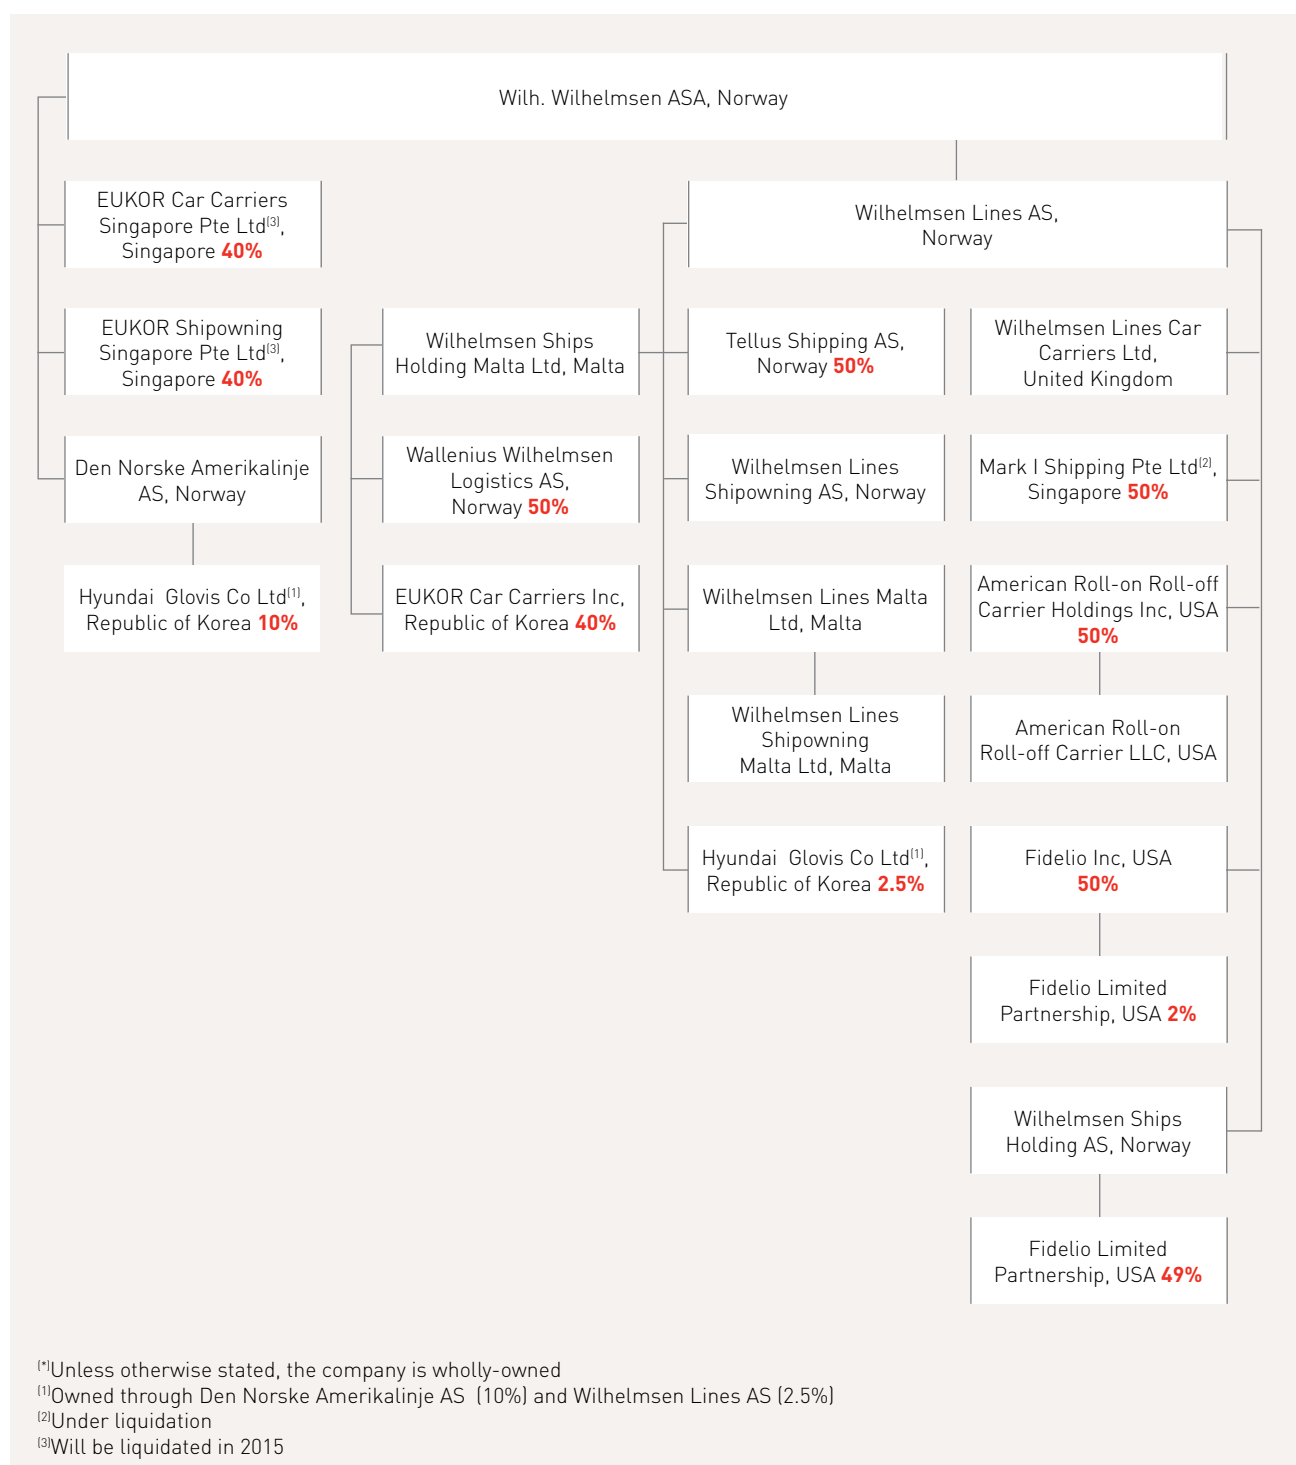 Wilh. Wilhelmsen ASA, Norway
EUKOR Car Carriers
Singapore Pte Ltd(3),
Singapore 40%
Wilhelmsen Lines AS,
Norway
EUKOR Shipowning
Singapore Pte Ltd(3),
Singapore 40%
Wilhelmsen Ships
Holding Malta Ltd, Malta
Tellus Shipping AS,
Norway 50%
Wilhelmsen Lines Car
Carriers Ltd,
United Kingdom
Den Norske Amerikalinje
AS, Norway
Wallenius Wilhelmsen
Logistics AS,
Norway 50%
Wilhelmsen Lines
Shipowning AS, Norway
Mark I Shipping Pte Ltd(2),
Singapore 50%
Hyundai  Glovis Co Ltd(1),
Republic of Korea 10%
EUKOR Car Carriers Inc,
Republic of Korea 40%
Wilhelmsen Lines Malta
Ltd, Malta
American Roll-on Roll-off
Carrier Holdings Inc, USA
50%
Wilhelmsen Lines
Shipowning
Malta Ltd, Malta
American Roll-on
Roll-off Carrier LLC, USA
Hyundai  Glovis Co Ltd(1),
Republic of Korea 2.5%
Fidelio Inc, USA
50%
Fidelio Limited
Partnership, USA 2%
Wilhelmsen Ships
Holding AS, Norway
Fidelio Limited
Partnership, USA 49%
(*)Unless otherwise stated, the company is wholly-owned
(1)Owned through Den Norske Amerikalinje AS  (10%) and Wilhelmsen Lines AS (2.5%)
(2)Under liquidation
(3)Will be liquidated in 2015